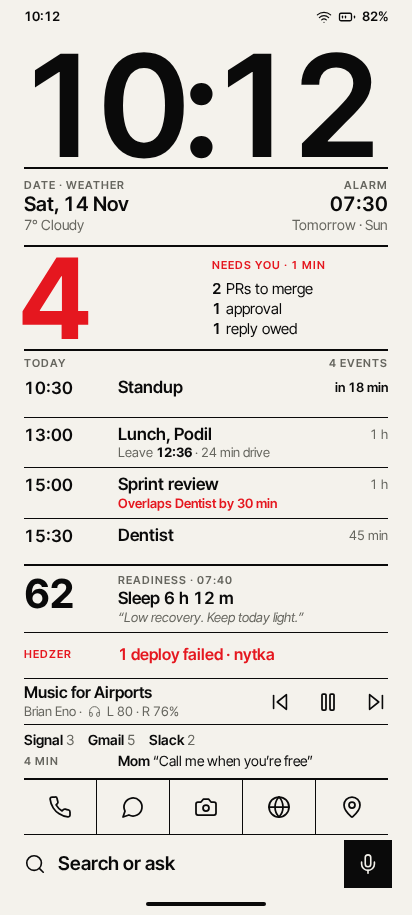 10:12 82%
10:12
DATE · WEATHER ALARM
Sat, 14 Nov 07:30
7° Cloudy Tomorrow · Sun
4 NEEDS YOU · 1 MIN
2 PRs to merge
1 approval
1 reply owed
TODAY 4 EVENTS
10:30 Standup in 18 min
13:00 Lunch, Podil 1 h
Leave 12:36 · 24 min drive
15:00 Sprint review 1 h
Overlaps Dentist by 30 min
15:30 Dentist 45 min
62 READINESS · 07:40
Sleep 6 h 12 m
“Low recovery. Keep today light.”
HEDZER 1 deploy failed · nytka
Music for Airports
Brian Eno · L 80 · R 76%
Signal 3 Gmail 5 Slack 2
4 MIN Mom “Call me when you’re free”
Search or ask